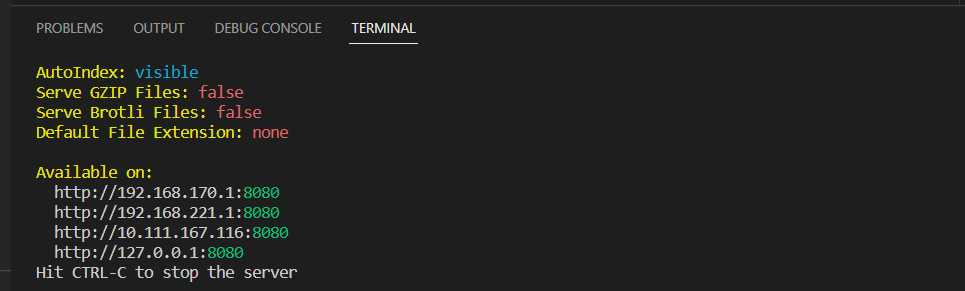 PROBLEMS OUTPUT DEBUG CONSOLE TERMINAL
AutoIndex: visible
Serve GZIP Files: false
Serve Brotli Files: false
Default File Extension: none
Available on:
http://192.168.170.1:8080
http://192.168.221.1:8080
http://10.111.167.116:8080
http://127.0.0.1:8080
Hit CTRL-C to stop the server